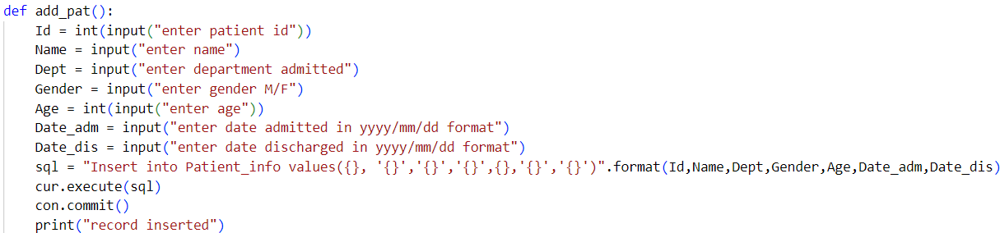 def add_pat():
    Id = int(input("enter patient id"))
    Name = input("enter name")
    Dept = input("enter department admitted")
    Gender = input("enter gender M/F")
    Age = int(input("enter age"))
    Date_adm = input("enter date admitted in yyyy/mm/dd format")
    Date_dis = input("enter date discharged in yyyy/mm/dd format")
    sql = "Insert into Patient_info values({}, '{}','{}','{}',{},'{}','{}')".format(Id,Name,Dept,Gender,Age,Date_adm,Date_dis)
    cur.execute(sql)
    con.commit()
    print("record inserted")